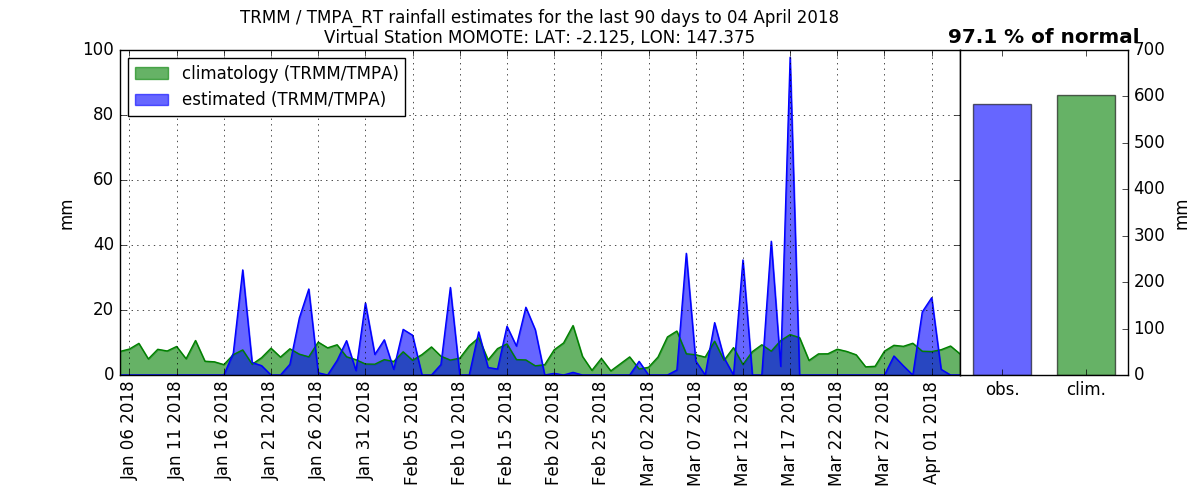 TRMM / TMPA_RT rainfall estimates for the last 90 days to 04 April 2018
Virtual Station MOMOTE: LAT: -2.125, LON: 147.375
97.1 % of normal
climatology (TRMM/TMPA)
estimated (TRMM/TMPA)
100
80
60
40
20
0
mm
Jan 06 2018
Jan 11 2018
Jan 16 2018
Jan 21 2018
Jan 26 2018
Jan 31 2018
Feb 05 2018
Feb 10 2018
Feb 15 2018
Feb 20 2018
Feb 25 2018
Mar 02 2018
Mar 07 2018
Mar 12 2018
Mar 17 2018
Mar 22 2018
Mar 27 2018
Apr 01 2018
obs.
clim.
700
600
500
400
300
200
100
0
mm